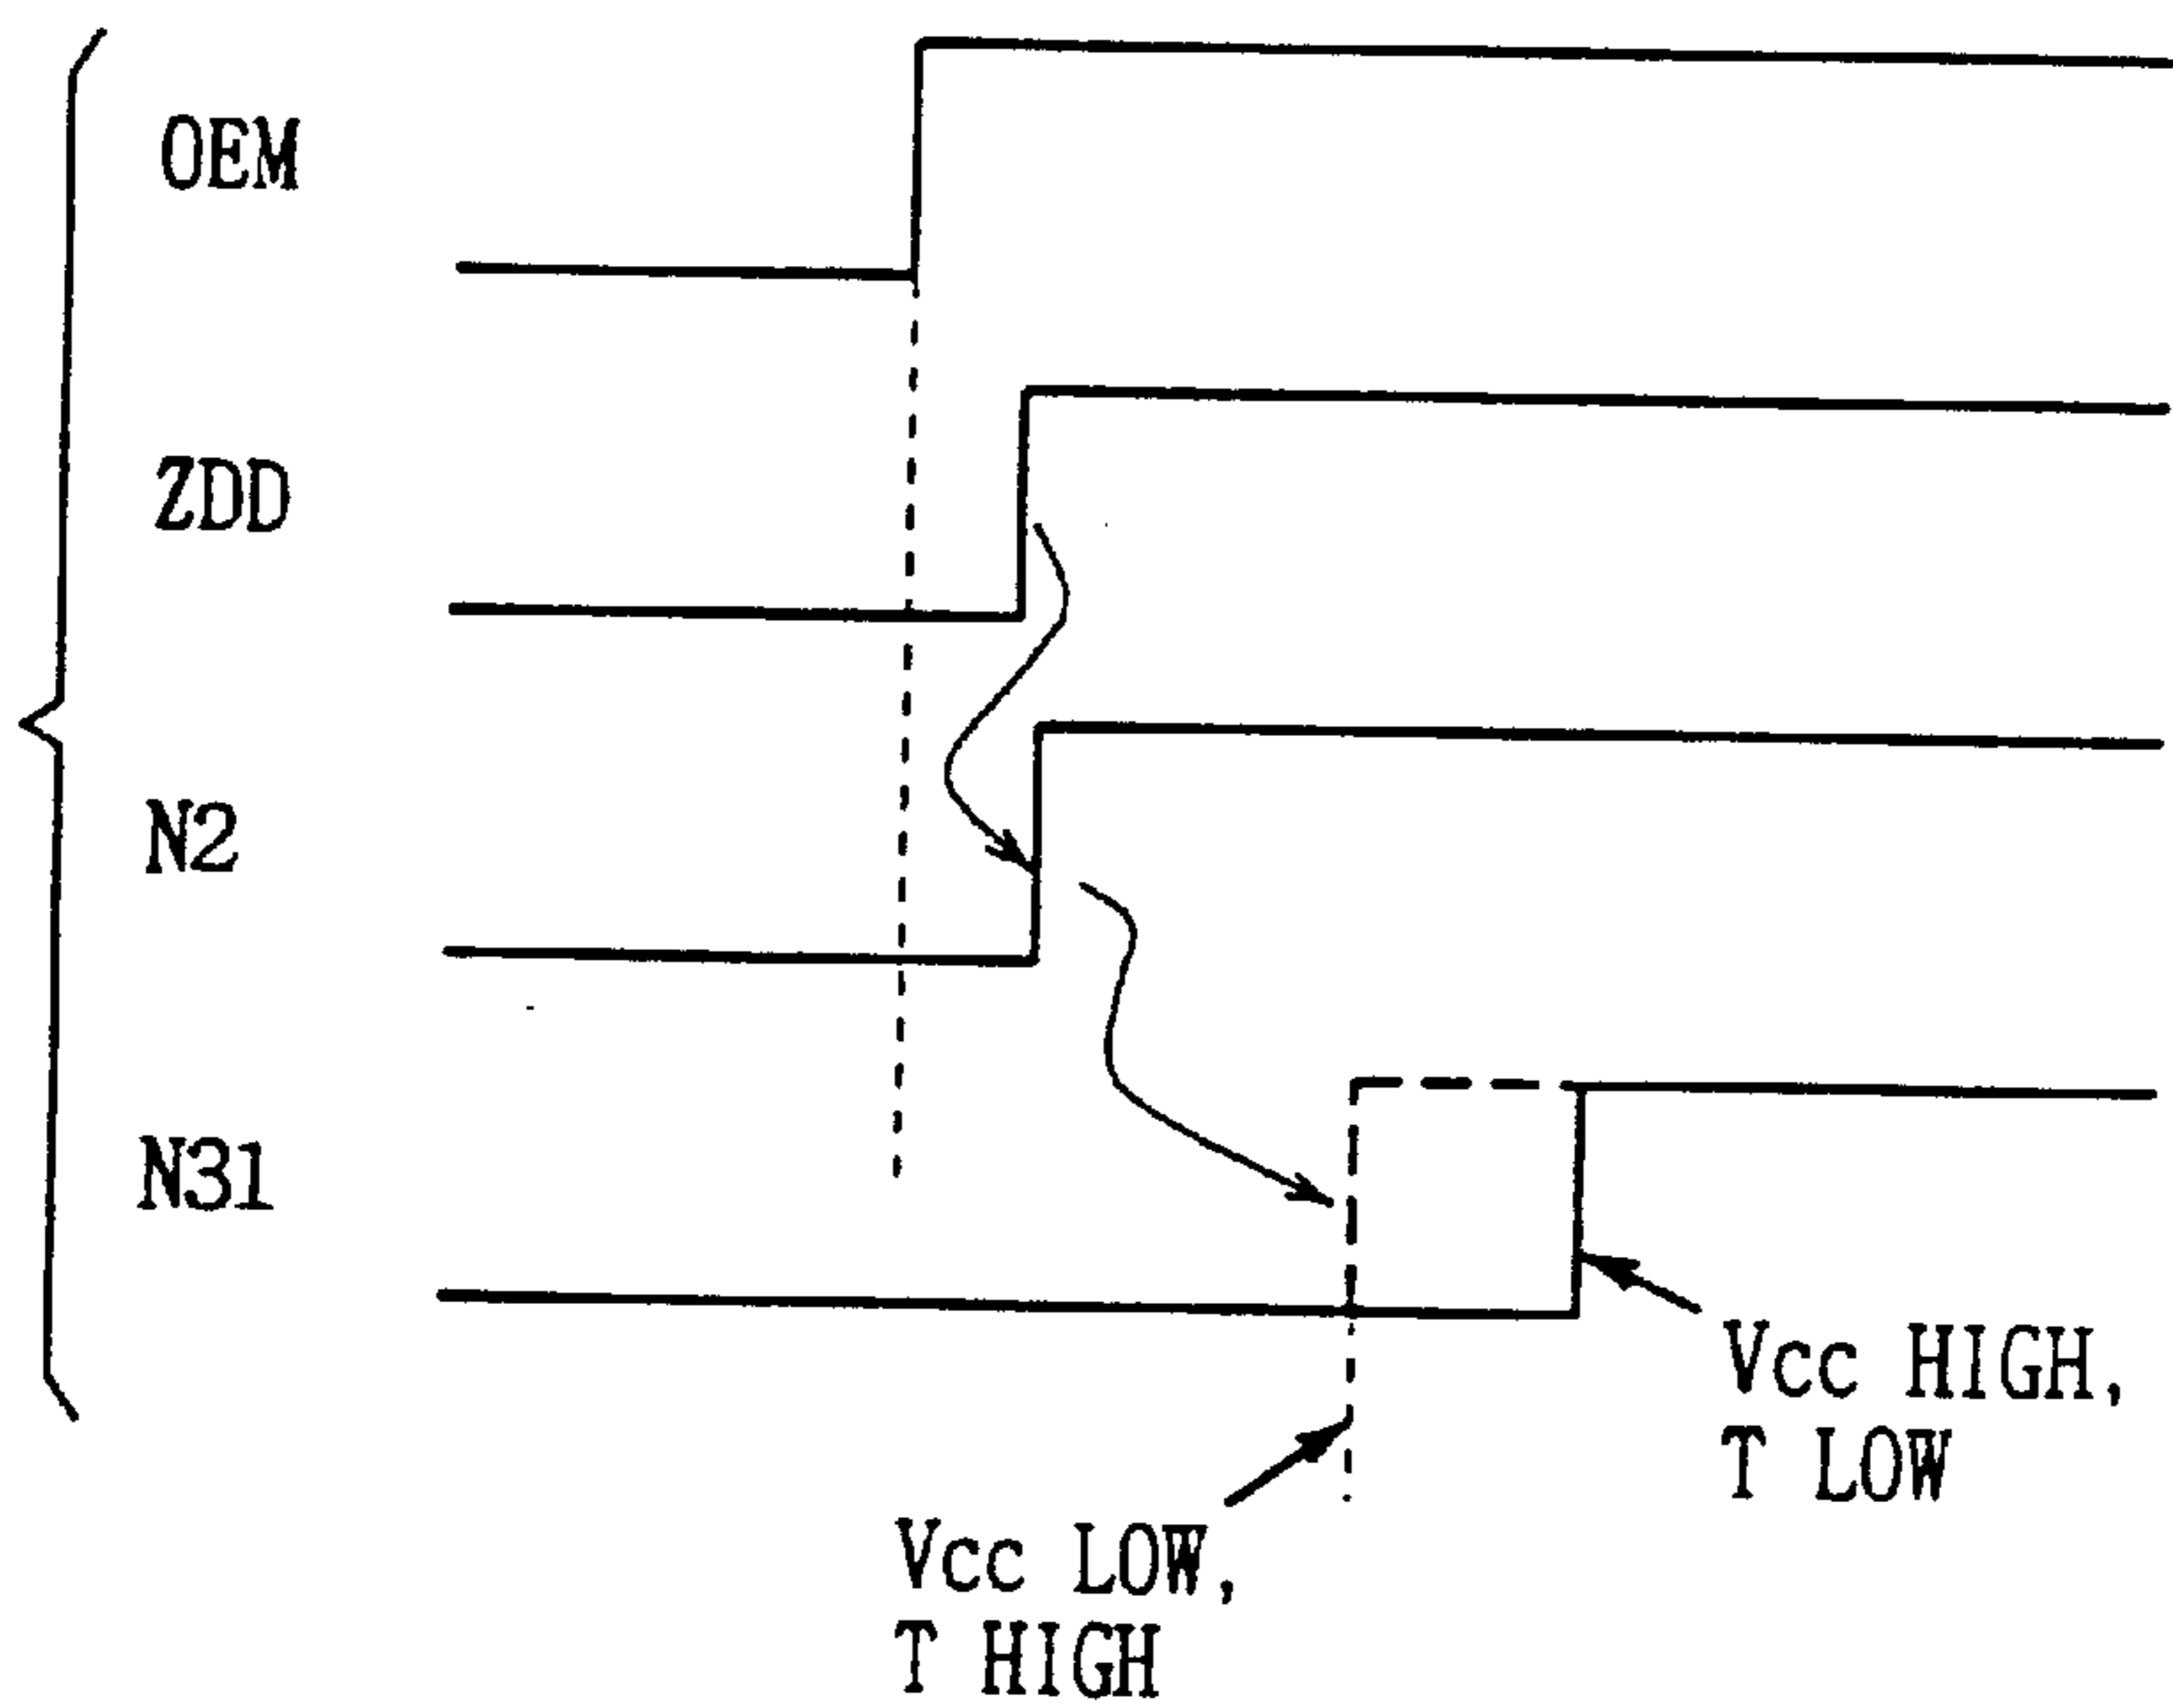 OEM
ZDD
N2
N31
Vcc HIGH,
T LOW
Vcc LOW,
T HIGH